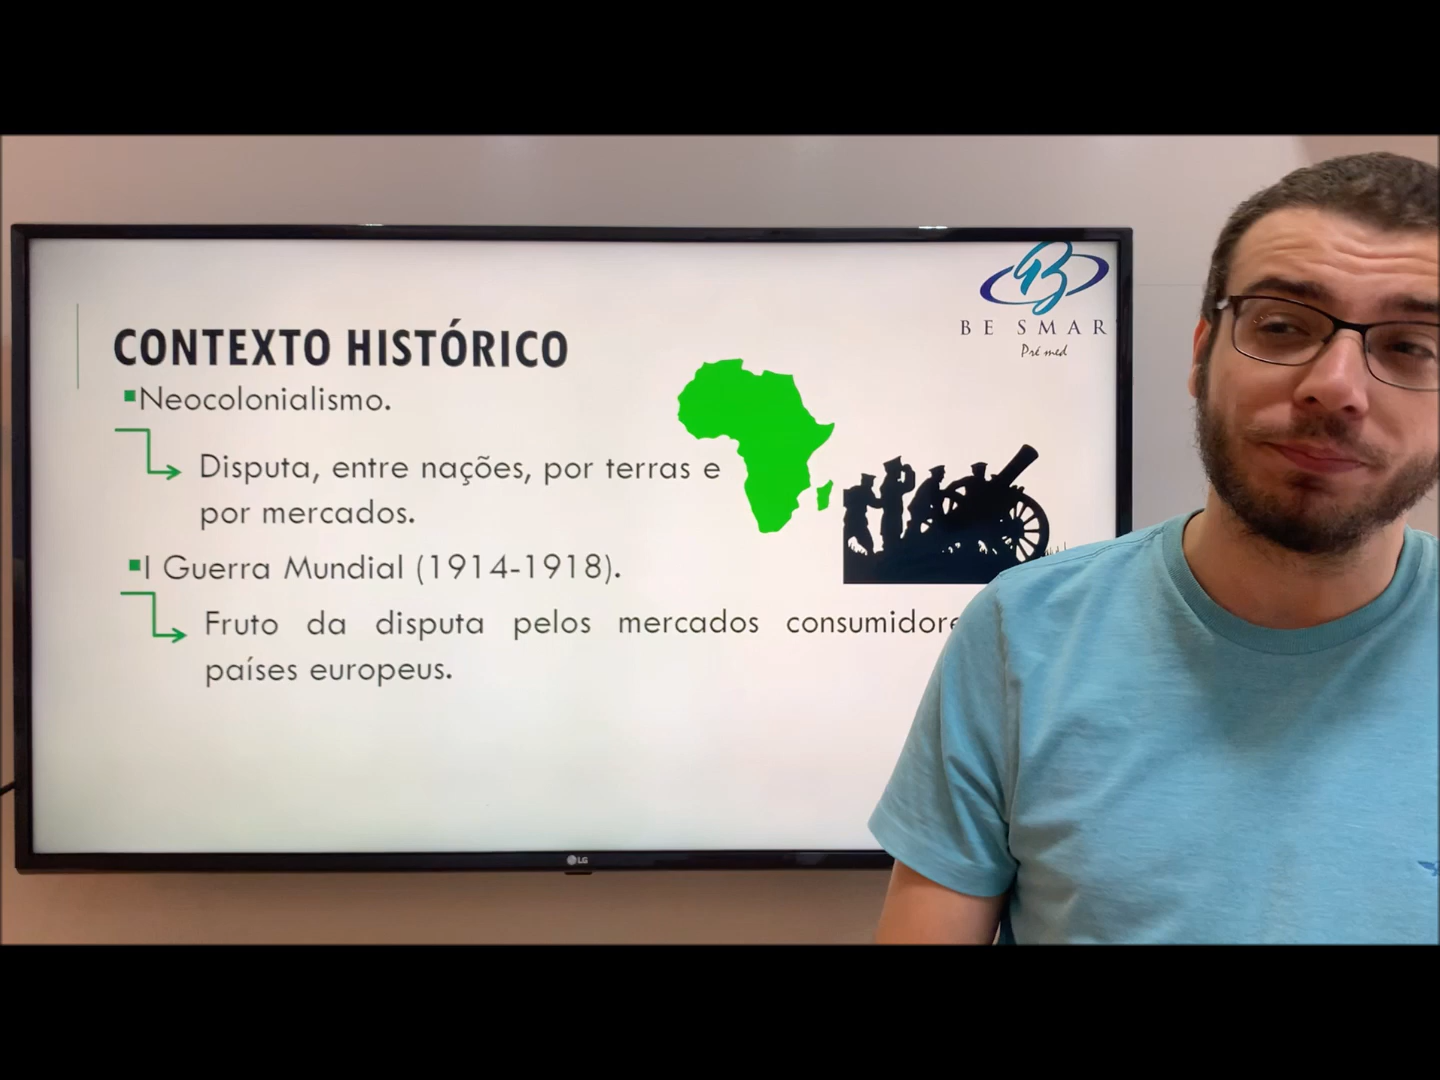 BE SMAR
Pré med
CONTEXTO HISTÓRICO
Neocolonialismo.
Disputa, entre nações, por terras e
por mercados.
I Guerra Mundial (1914-1918).
Fruto da disputa pelos mercados consumidore
países europeus.
LG